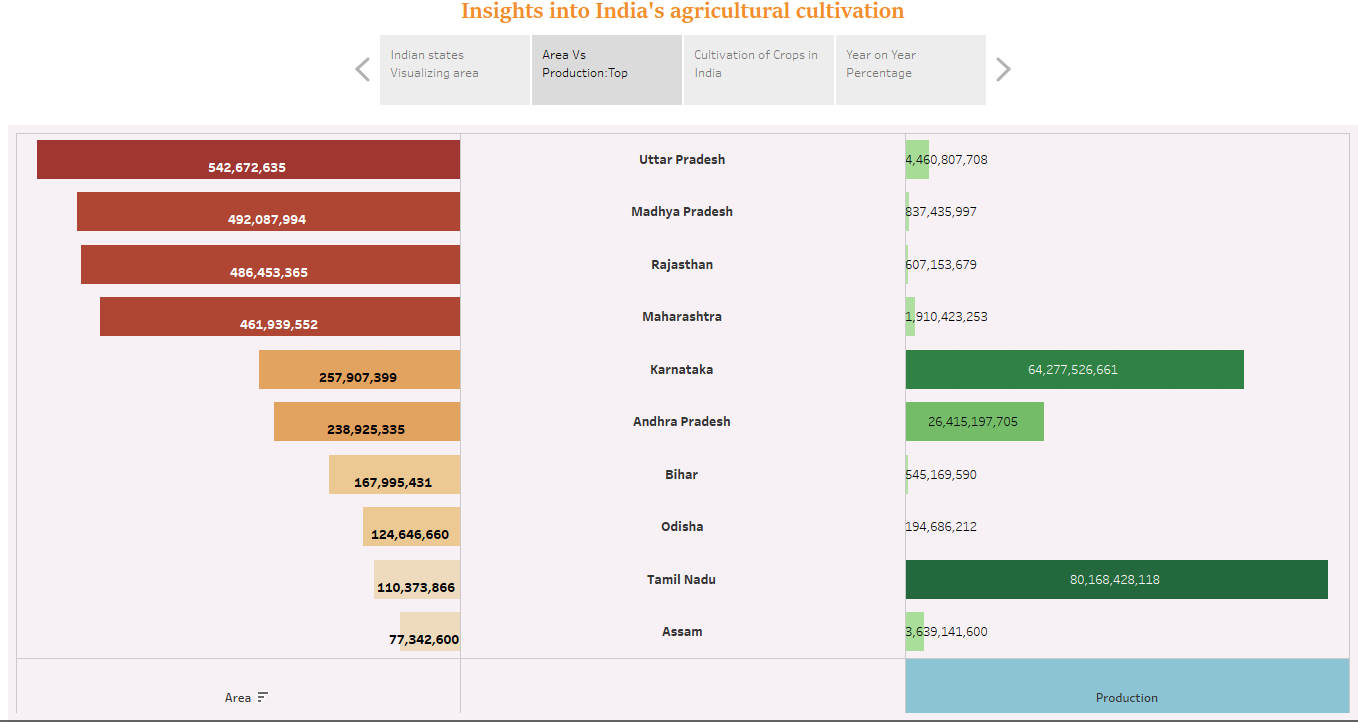 Insights into India's agricultural cultivation
Indian states
Visualizing area
Area Vs
Production:Top
Cultivation of Crops in
India
Year on Year
Percentage
542,672,635 Uttar Pradesh 4,460,807,708
492,087,994 Madhya Pradesh 837,435,997
486,453,365 Rajasthan 607,153,679
461,939,552 Maharashtra 1,910,423,253
257,907,399 Karnataka 64,277,526,661
238,925,335 Andhra Pradesh 26,415,197,705
167,995,431 Bihar 545,169,590
124,646,660 Odisha 194,686,212
110,373,866 Tamil Nadu 80,168,428,118
77,342,600 Assam 3,639,141,600
Area Production